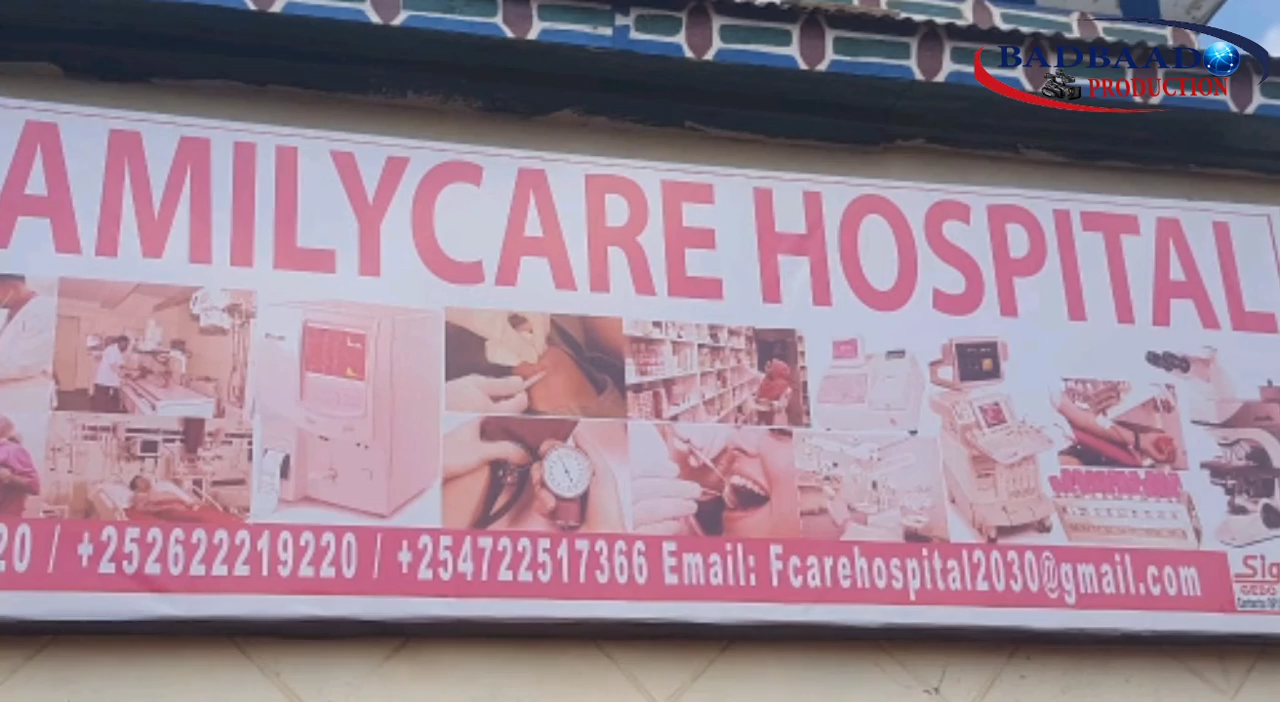 BADBAADO
PRODUCTION
AMILYCARE HOSPITAL
20 / +252622219220 / +254722517366 Email: Fcarehospital2030@gmail.com